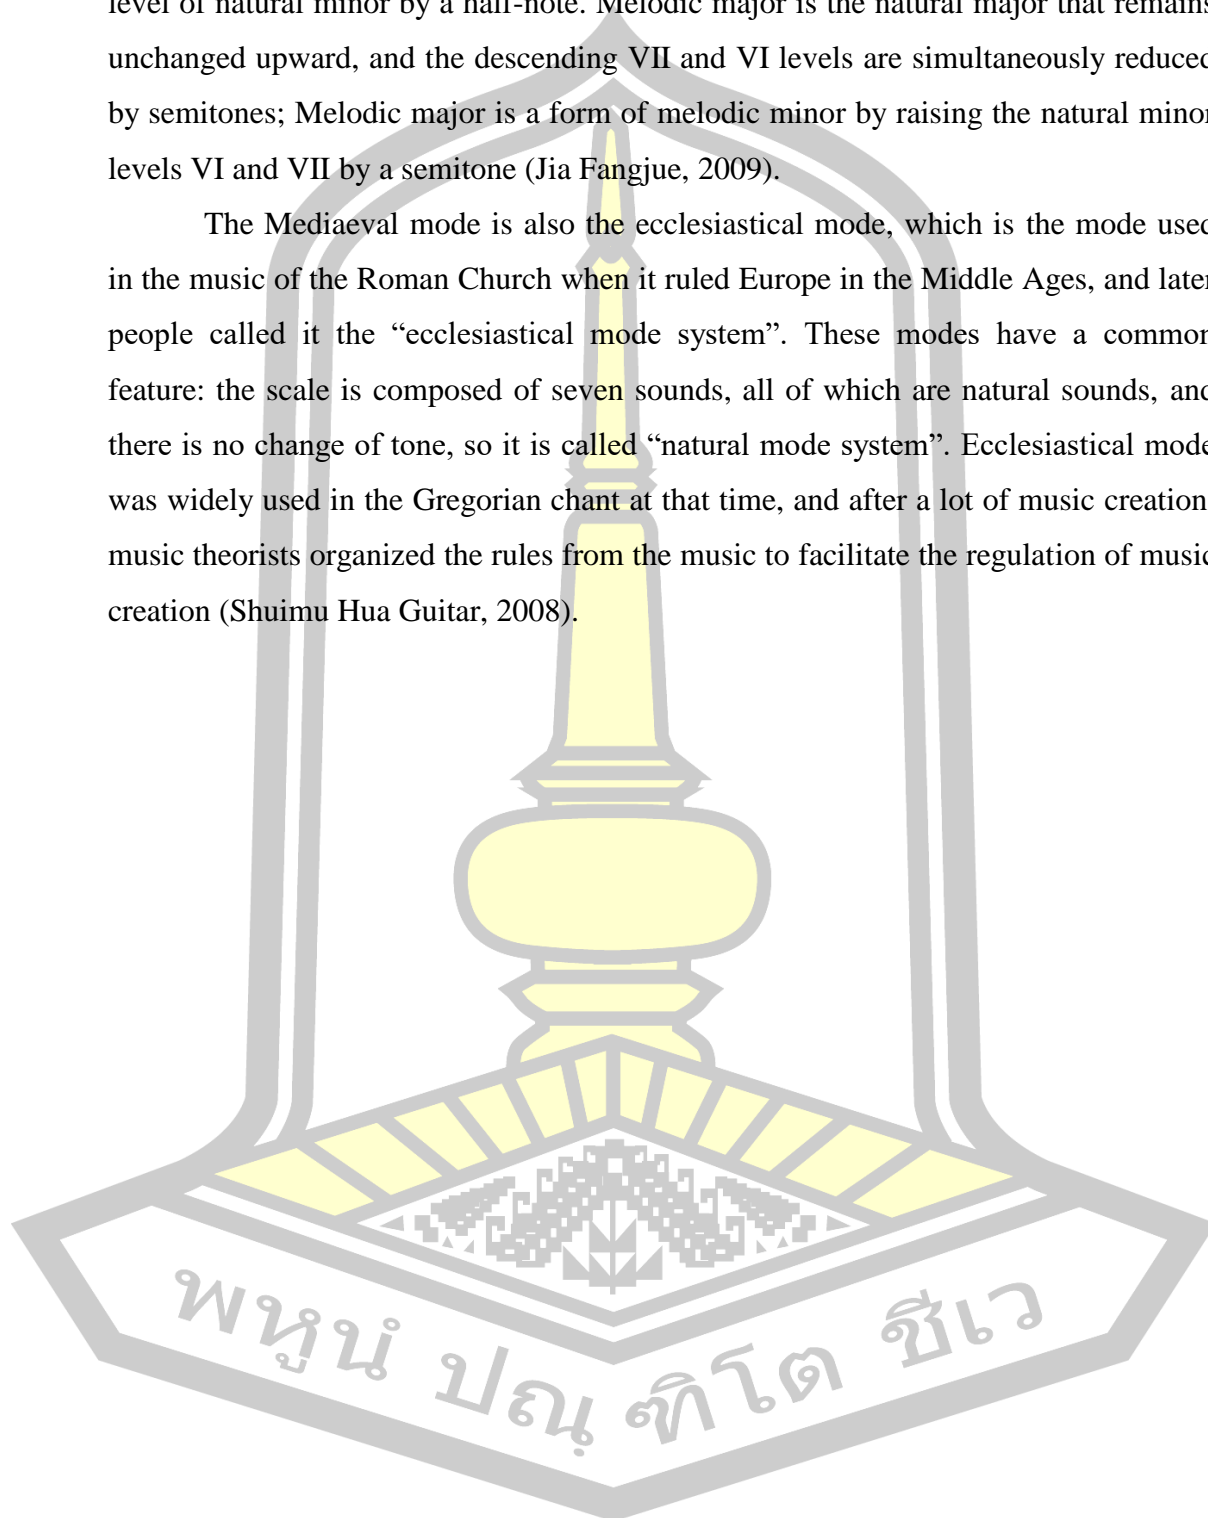 level of natural minor by a half-note. Melodic major is the natural major that remains
unchanged upward, and the descending VII and VI levels are simultaneously reduced
by semitones; Melodic major is a form of melodic minor by raising the natural minor
levels VI and VII by a semitone (Jia Fangjue, 2009).
The Mediaeval mode is also the ecclesiastical mode, which is the mode used
in the music of the Roman Church when it ruled Europe in the Middle Ages, and later
people called it the “ecclesiastical mode system”. These modes have a common
feature: the scale is composed of seven sounds, all of which are natural sounds, and
there is no change of tone, so it is called “natural mode system”. Ecclesiastical mode
was widely used in the Gregorian chant at that time, and after a lot of music creation
music theorists organized the rules from the music to facilitate the regulation of music
creation (Shuimu Hua Guitar, 2008).
พหูนํ ปณฺฑิโต ชีเว